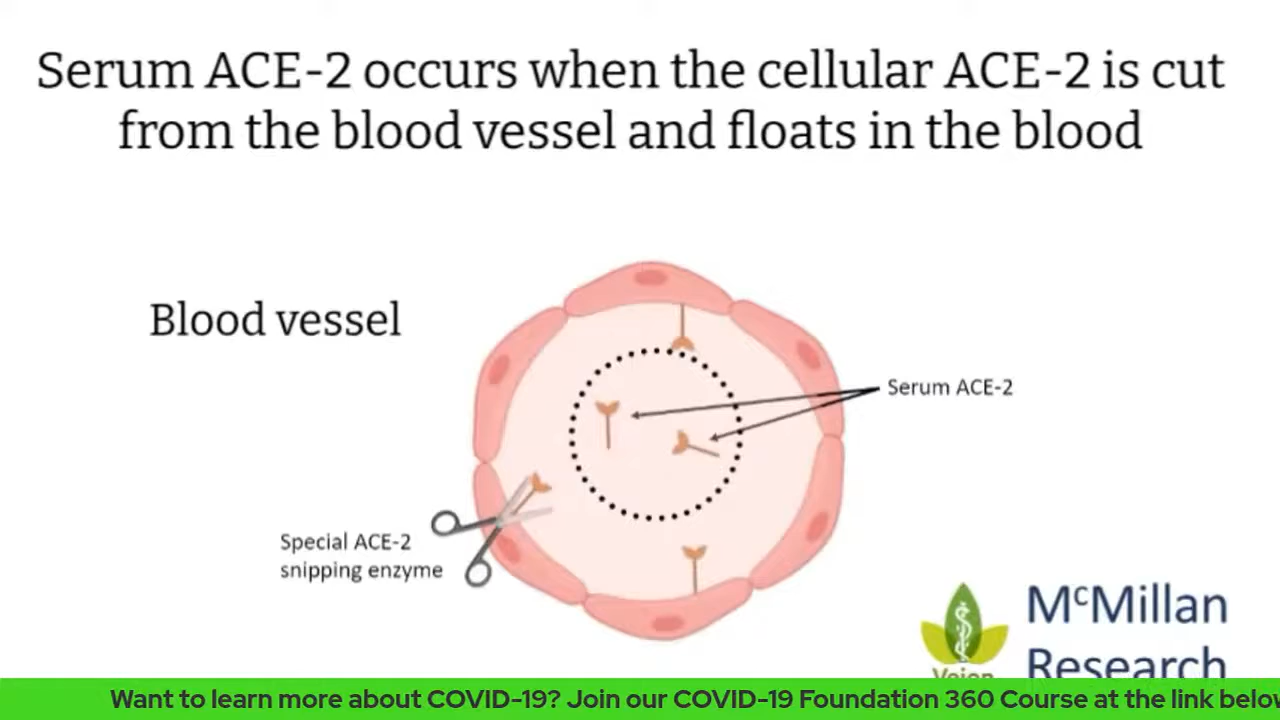 Serum ACE-2 occurs when the cellular ACE-2 is cut
from the blood vessel and floats in the blood
Blood vessel
Serum ACE-2
Special ACE-2
snipping enzyme
McMillan
Research
Want to learn more about COVID-19? Join our COVID-19 Foundation 360 Course at the link below